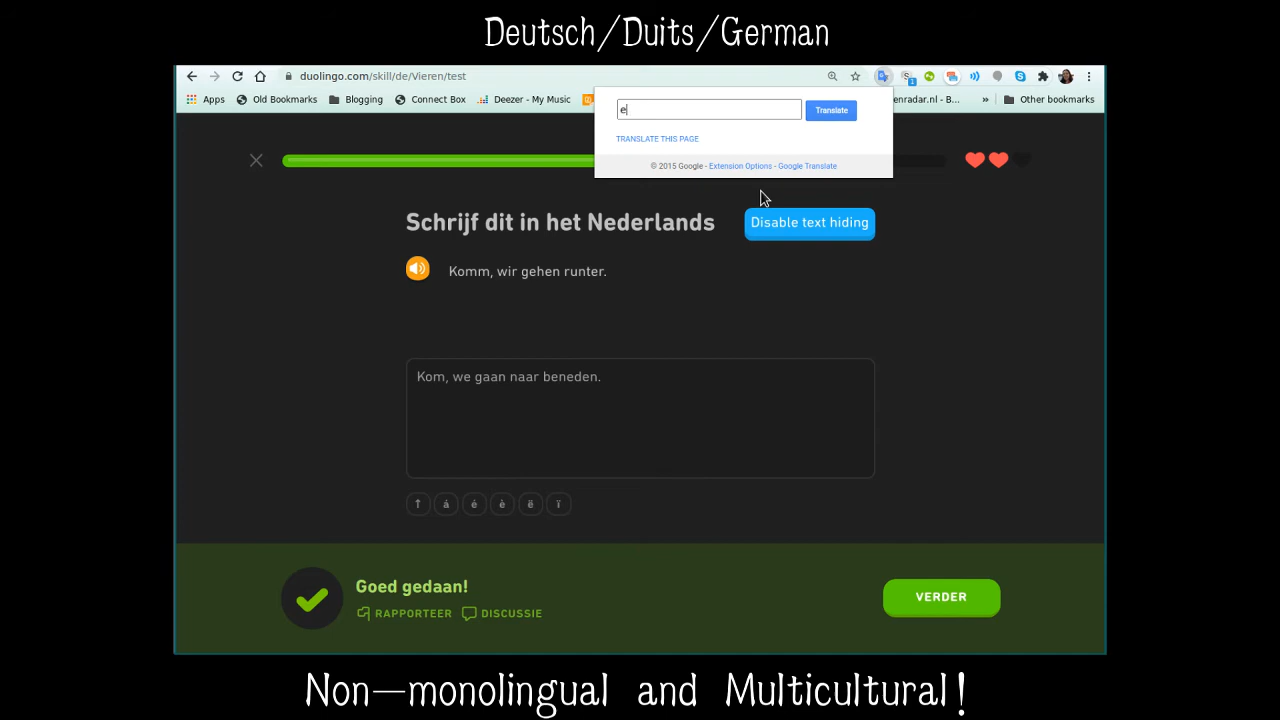 Deutsch/Duits/German
duolingo.com/skill/de/Vieren/test
Apps Old Bookmarks Blogging Connect Box Deezer - My Music enradar.nl - B... » Other bookmarks
e
Translate
TRANSLATE THIS PAGE
© 2015 Google - Extension Options - Google Translate
Schrijf dit in het Nederlands
Disable text hiding
Komm, wir gehen runter.
Kom, we gaan naar beneden.
↑ á é è ë ï
Goed gedaan!
RAPPORTEER DISCUSSIE
VERDER
Non-monolingual and Multicultural!